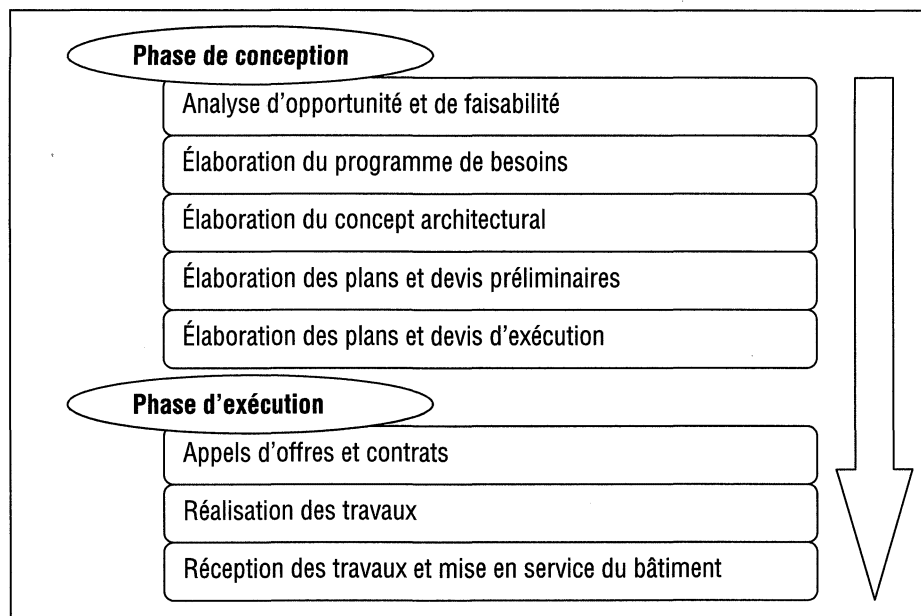 Phase de conception
Analyse d'opportunité et de faisabilité
Élaboration du programme de besoins
Élaboration du concept architectural
Élaboration des plans et devis préliminaires
Élaboration des plans et devis d'exécution
Phase d'exécution
Appels d'offres et contrats
Réalisation des travaux
Réception des travaux et mise en service du bâtiment